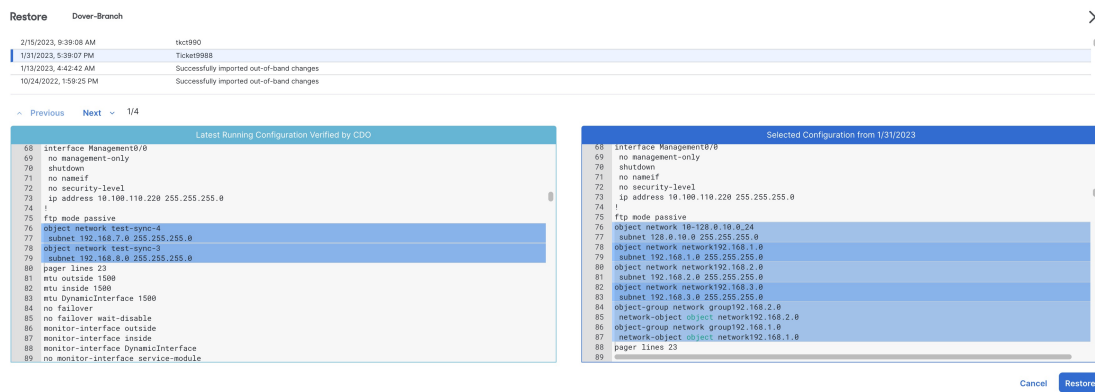 Restore Dover-Branch
2/15/2023, 9:39:08 AM tkct990
1/31/2023, 5:39:07 PM Ticket9988
1/13/2023, 4:42:42 AM Successfully imported out-of-band changes
10/24/2022, 1:59:25 PM Successfully imported out-of-band changes
Previous Next 1/4
Latest Running Configuration Verified by CDO
68 interface Management0/0
69 no management-only
70 shutdown
71 no nameif
72 no security-level
73 ip address 10.100.110.220 255.255.255.0
74 !
75 ftp mode passive
76 object network test-sync-4
77 subnet 192.168.7.0 255.255.255.0
78 object network test-sync-3
79 subnet 192.168.8.0 255.255.255.0
80 pager lines 23
81 mtu outside 1500
82 mtu inside 1500
83 mtu DynamicInterface 1500
84 no failover
85 no failover wait-disable
86 monitor-interface outside
87 monitor-interface inside
88 monitor-interface DynamicInterface
89 no monitor-interface service-module
Selected Configuration from 1/31/2023
68 interface Management0/0
69 no management-only
70 shutdown
71 no nameif
72 no security-level
73 ip address 10.100.110.220 255.255.255.0
74 !
75 ftp mode passive
76 object network 10-128.0.10.0_24
77 subnet 128.0.10.0 255.255.255.0
78 object network network192.168.1.0
79 subnet 192.168.1.0 255.255.255.0
80 object network network192.168.2.0
81 subnet 192.168.2.0 255.255.255.0
82 object network network192.168.3.0
83 subnet 192.168.3.0 255.255.255.0
84 object-group network group192.168.2.0
85 network-object object network192.168.2.0
86 object-group network group192.168.1.0
87 network-object object network192.168.1.0
88 pager lines 23
89
Cancel Restore